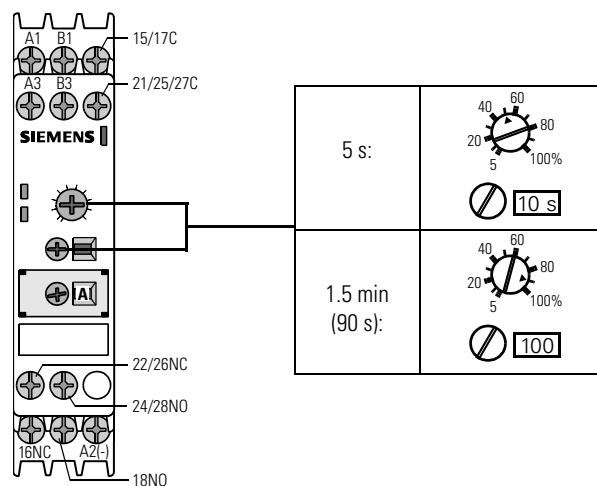 A1 B1
15/17C
A3 B3
21/25/27C
SIEMENS
A
22/26NC
24/28NO
16NC A2(-)
18NO
5 s:
5 20 40 60 80 100%
10 s
1.5 min
(90 s):
5 20 40 60 80 100%
100